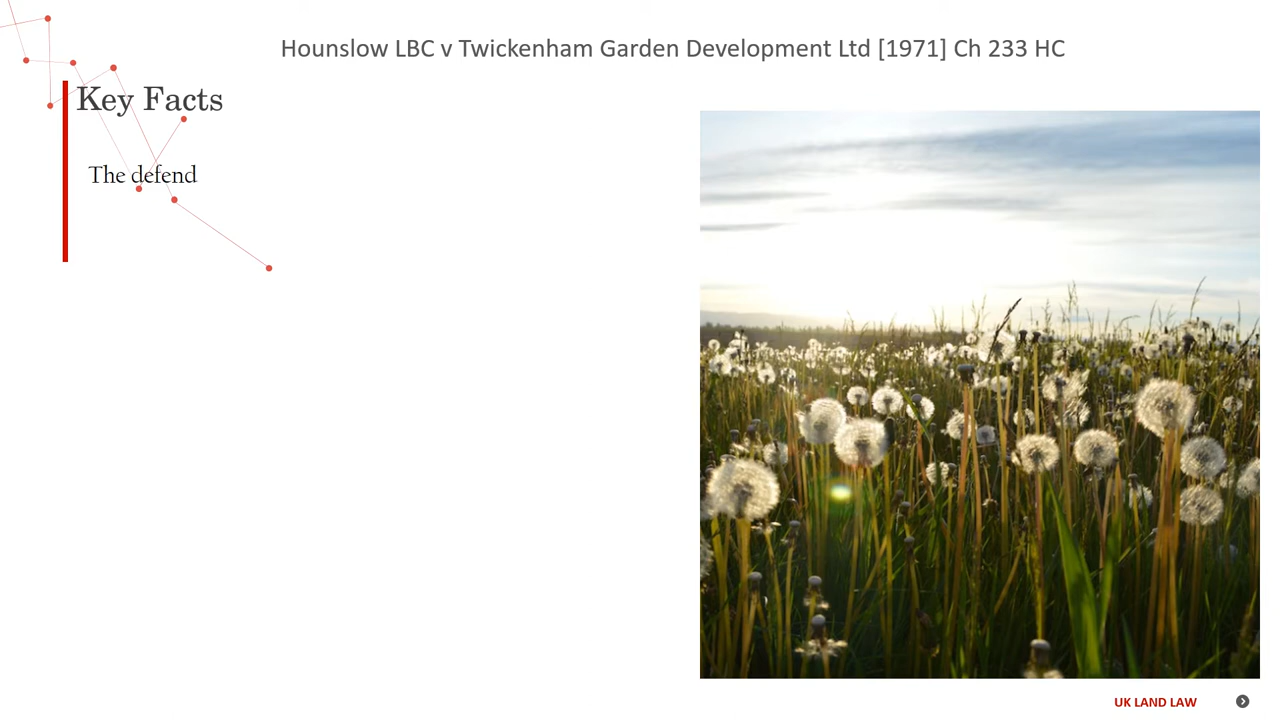 Hounslow LBC v Twickenham Garden Development Ltd [1971] Ch 233 HC
Key Facts
The defend
UK LAND LAW